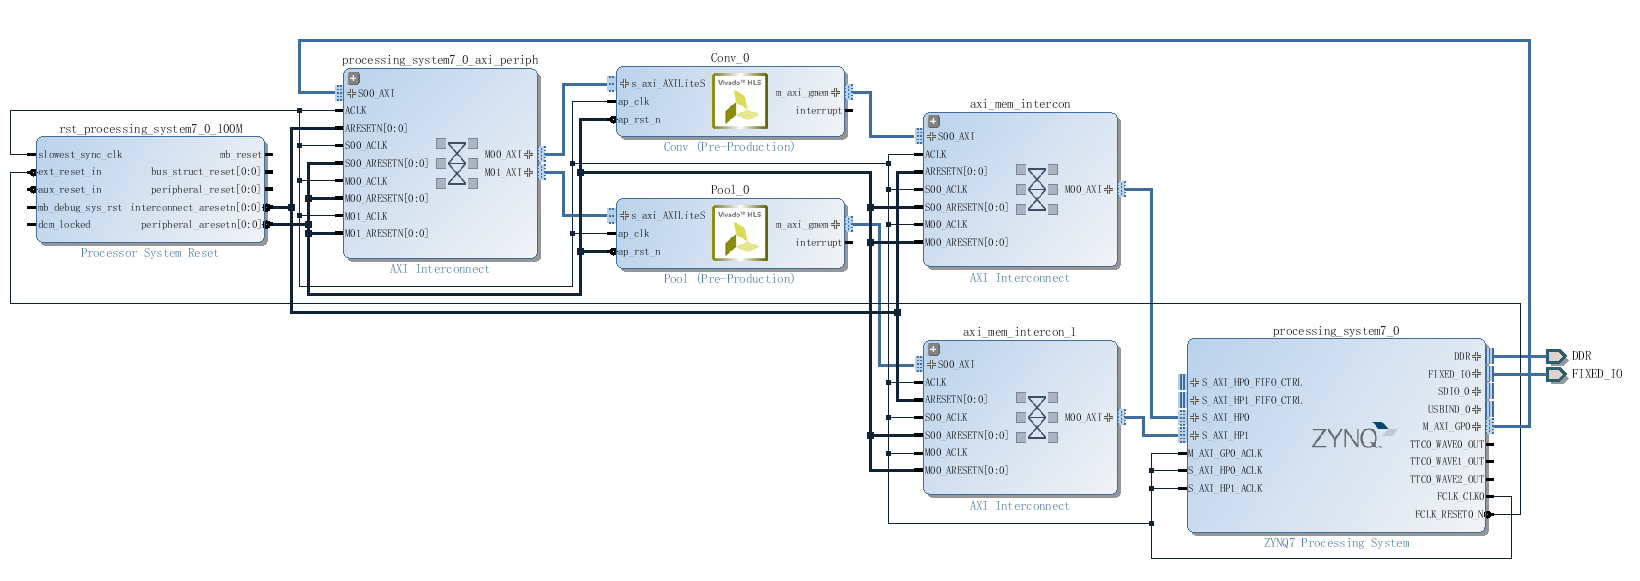 rst_processing_system7_0_100M
slowest_sync_clk
ext_reset_in
aux_reset_in
mb_debug_sys_rst
dcm_locked
mb_reset
bus_struct_reset[0:0]
peripheral_reset[0:0]
interconnect_aresetn[0:0]
peripheral_aresetn[0:0]
Processor System Reset
processing_system7_0_axi_periph
S00_AXI
ACLK
ARESETN[0:0]
S00_ACLK
S00_ARESETN[0:0]
M00_ACLK
M00_ARESETN[0:0]
M01_ACLK
M01_ARESETN[0:0]
M00_AXI
M01_AXI
AXI Interconnect
Conv_0
s_axi_AXILiteS
ap_clk
ap_rst_n
Vivado™ HLS
m_axi_gmem
interrupt
Conv (Pre-Production)
Pool_0
s_axi_AXILiteS
ap_clk
ap_rst_n
Vivado™ HLS
m_axi_gmem
interrupt
Pool (Pre-Production)
axi_mem_intercon
S00_AXI
ACLK
ARESETN[0:0]
S00_ACLK
S00_ARESETN[0:0]
M00_ACLK
M00_ARESETN[0:0]
M00_AXI
AXI Interconnect
axi_mem_intercon_1
S00_AXI
ACLK
ARESETN[0:0]
S00_ACLK
S00_ARESETN[0:0]
M00_ACLK
M00_ARESETN[0:0]
M00_AXI
AXI Interconnect
processing_system7_0
S_AXI_HP0_FIFO_CTRL
S_AXI_HP1_FIFO_CTRL
S_AXI_HP0
S_AXI_HP1
M_AXI_GP0_ACLK
S_AXI_HP0_ACLK
S_AXI_HP1_ACLK
ZYNQ
DDR
FIXED_IO
SDIO_0
USBIND_0
M_AXI_GP0
TTC0_WAVE0_OUT
TTC0_WAVE1_OUT
TTC0_WAVE2_OUT
FCLK_CLK0
FCLK_RESET0_N
ZYNQ7 Processing System
DDR
FIXED_IO